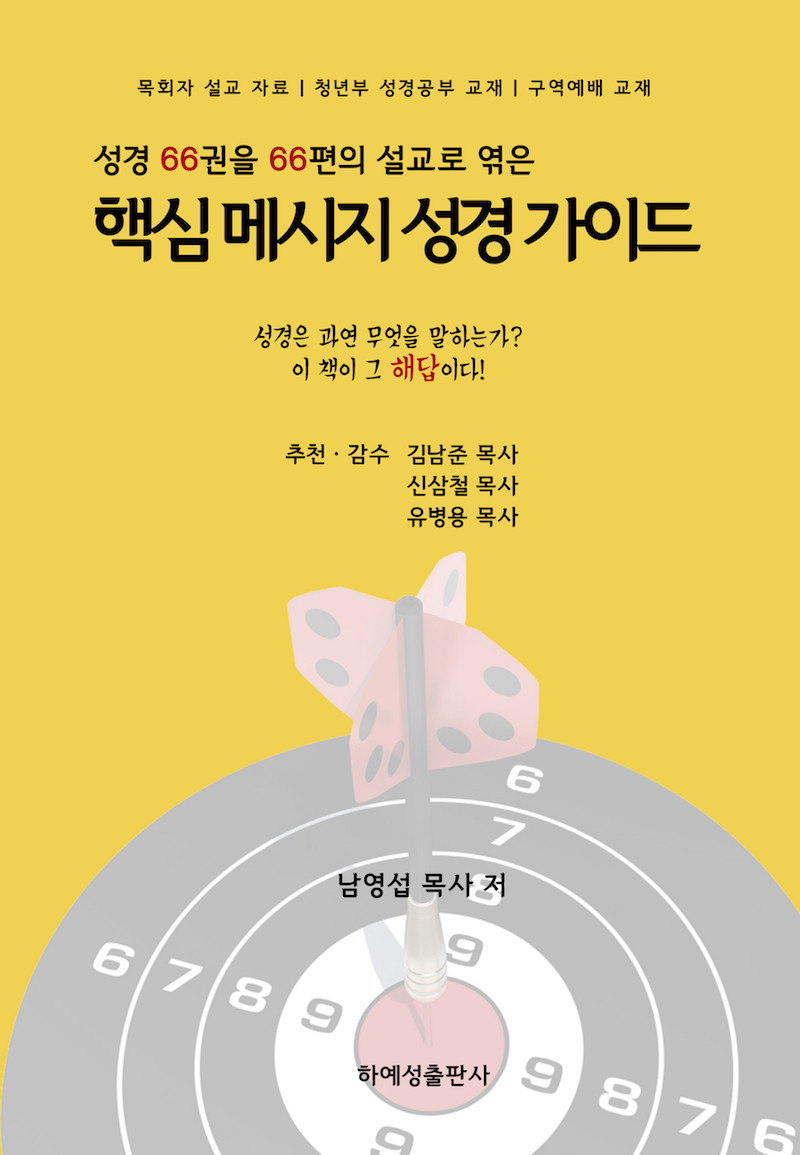 목회자 설교 자료 | 청년부 성경공부 교재 | 구역예배 교재
성경 66권을 66편의 설교로 엮은
핵심 메시지 성경 가이드
성경은 과연 무엇을 말하는가?
이 책이 그 해답이다!
추천 · 감수 김남준 목사
신삼철 목사
유병용 목사
6
7
남영섭 목사 저
8
9
6 7 8 9
하예성출판사
9 8 7 6
9